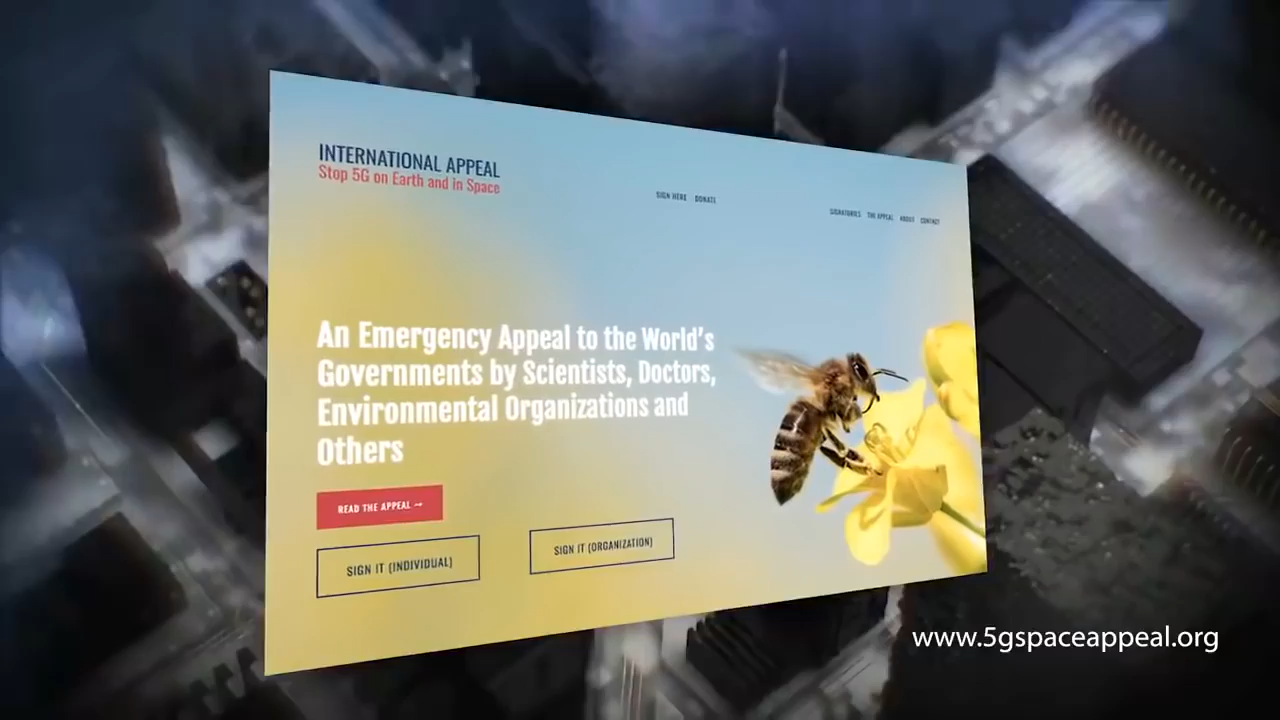 INTERNATIONAL APPEAL
Stop 5G on Earth and in Space
SIGN HERE DONATE
SIGNATORIES THE APPEAL ABOUT CONTACT
An Emergency Appeal to the World's
Governments by Scientists, Doctors,
Environmental Organizations and
Others
READ THE APPEAL →
SIGN IT (INDIVIDUAL)
SIGN IT (ORGANIZATION)
www.5gspaceappeal.org